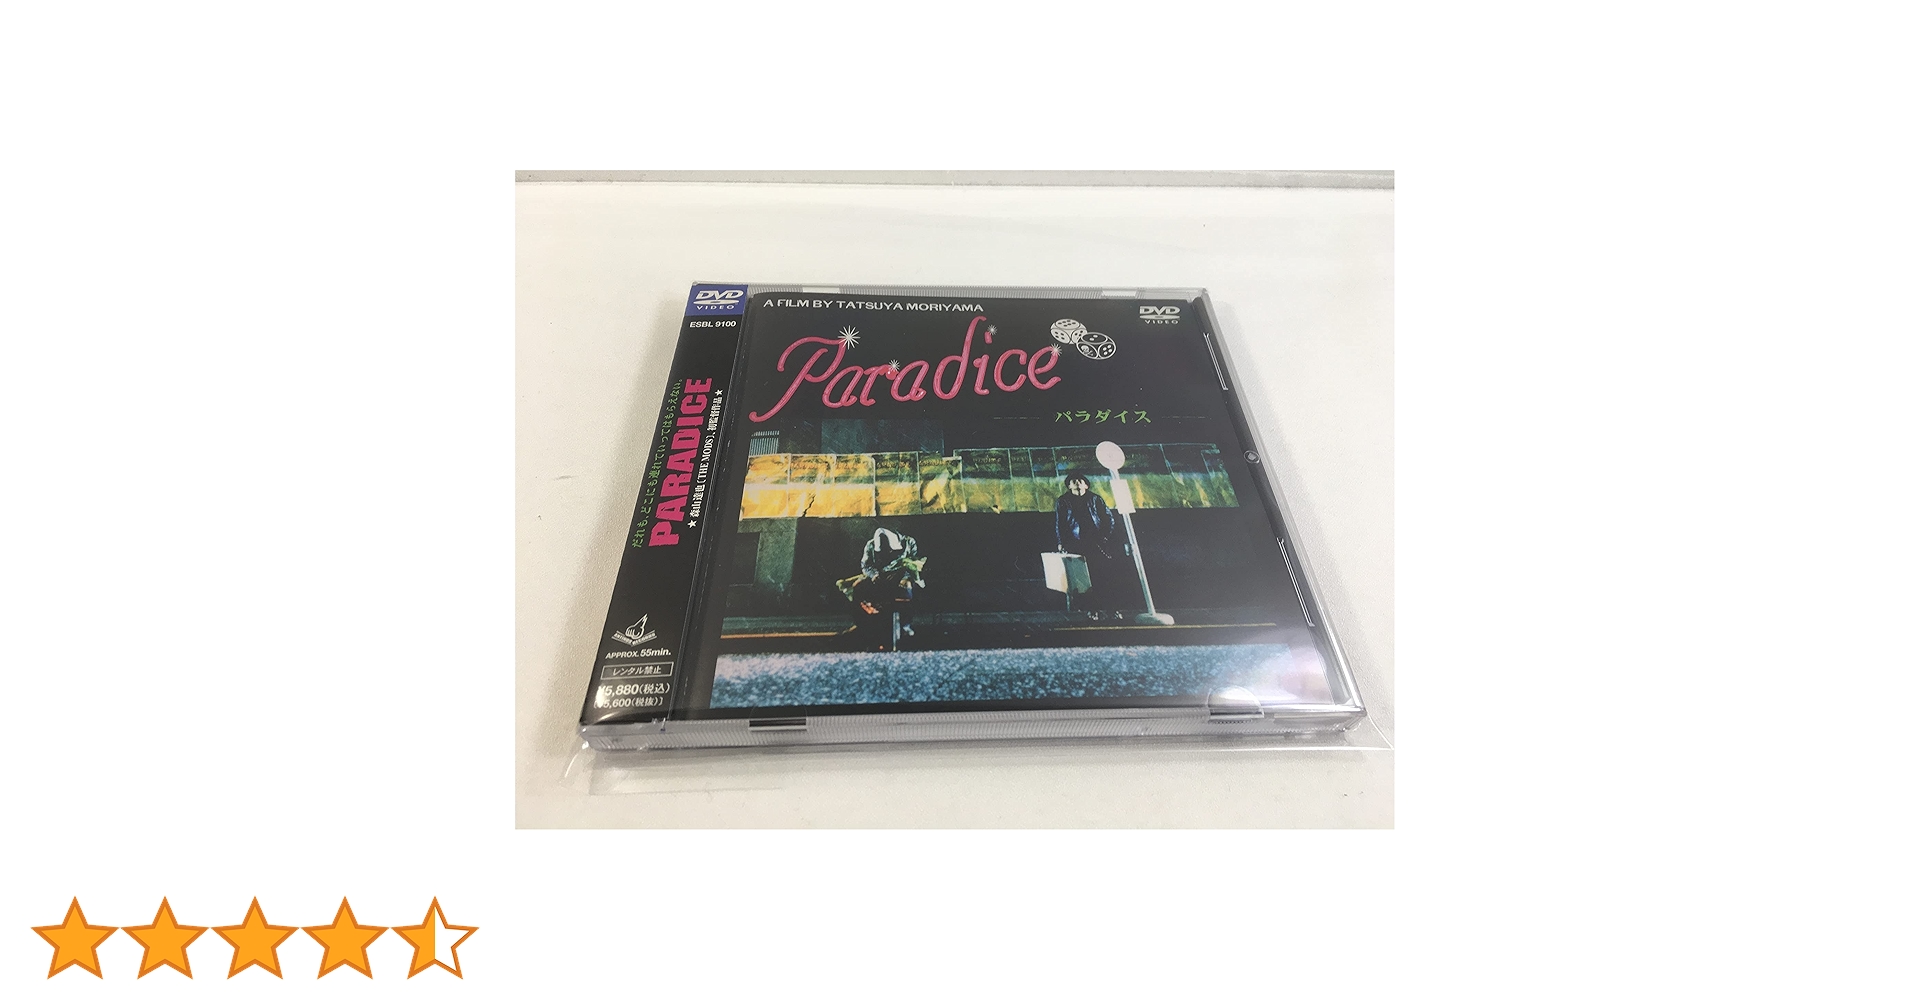 DVD
VIDEO
ESBL 9100
だれも、どこにも連れていってはもらえない。
PARADICE
★ 森山達也〔THE MODS〕、初監督作品 ★
APPROX. 55min.
レンタル禁止
¥5,880(税込)
(¥5,600(税抜))
A FILM BY TATSUYA MORIYAMA
DVD
VIDEO
Paradice
パラダイス